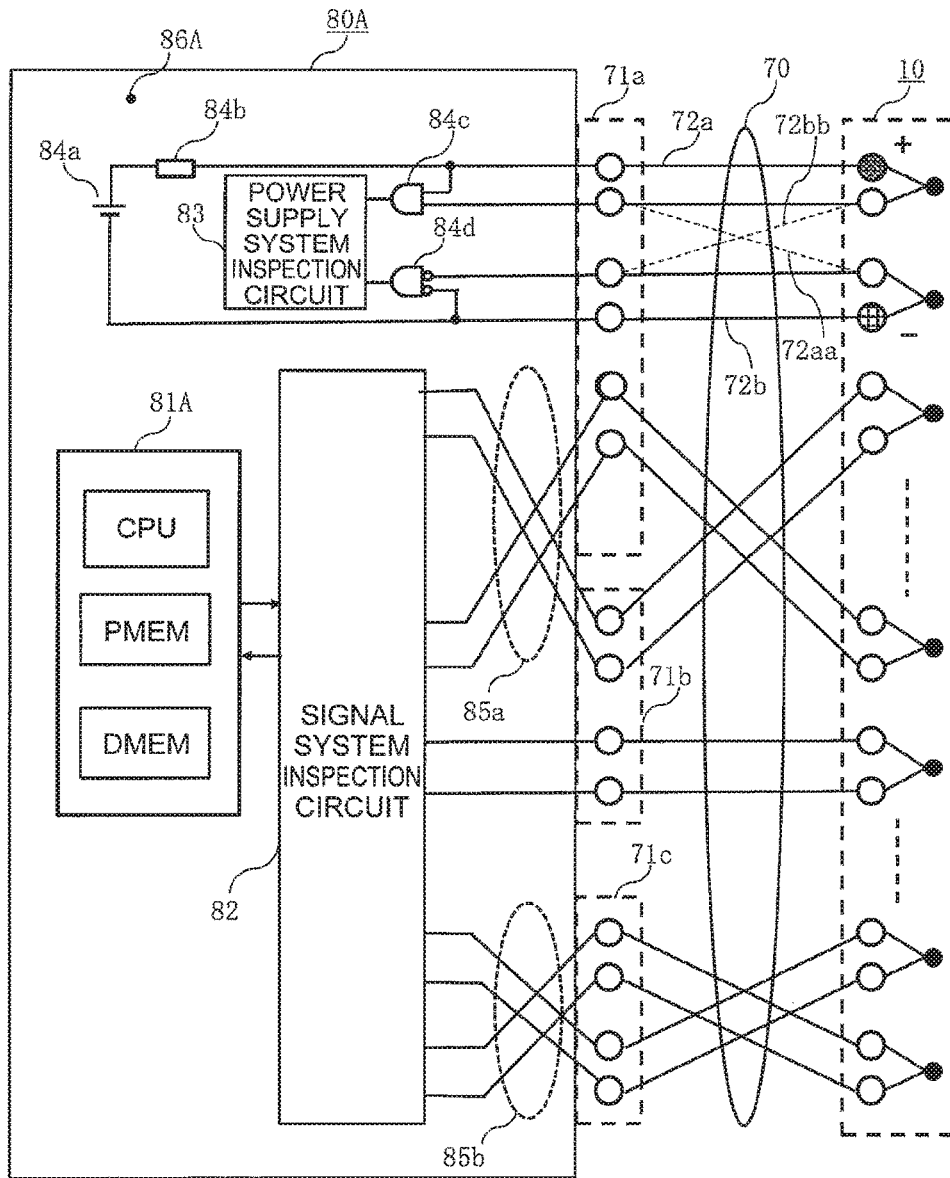 80A
86A
71a
70
10
84b
84c
72a
72bb
+
84a
POWER
SUPPLY
SYSTEM
INSPECTION
CIRCUIT
83
84d
−
72b
72aa
81A
CPU
PMEM
DMEM
85a
71b
SIGNAL
SYSTEM
INSPECTION
CIRCUIT
71c
82
85b